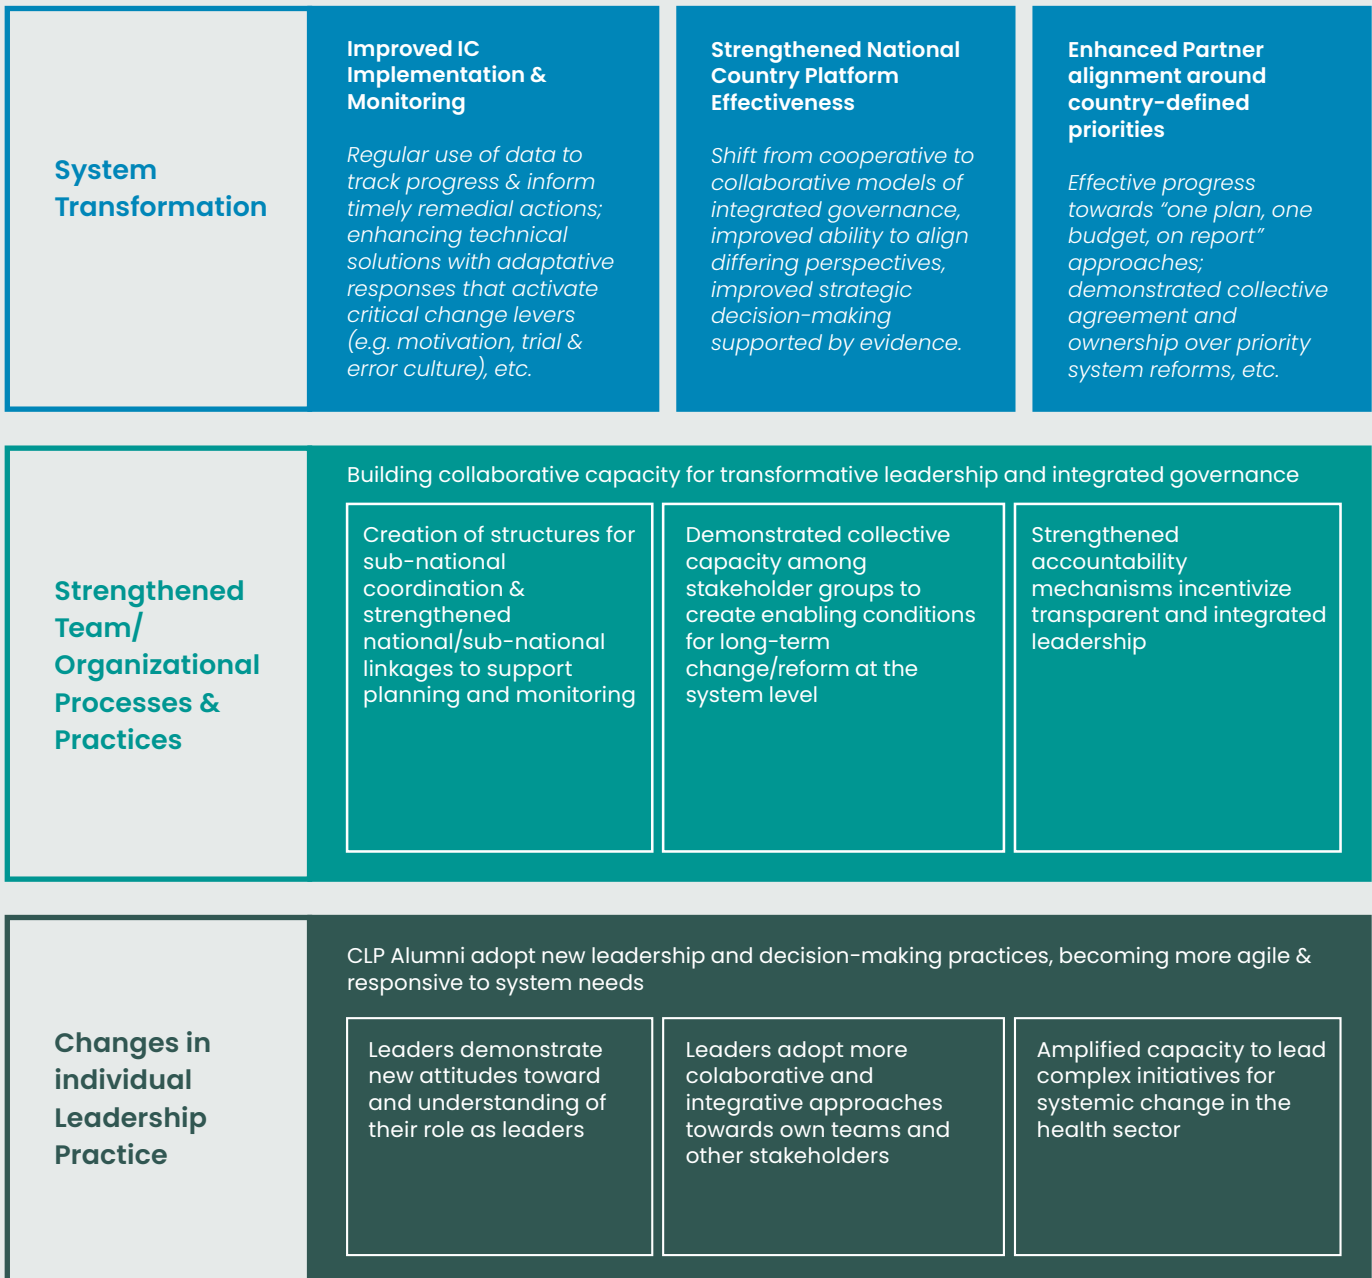 System
Transformation
Improved IC
Implementation &
Monitoring
Regular use of data to
track progress & inform
timely remedial actions;
enhancing technical
solutions with adaptative
responses that activate
critical change levers
(e.g. motivation, trial &
error culture), etc.
Strengthened National
Country Platform
Effectiveness
Shift from cooperative to
collaborative models of
integrated governance,
improved ability to align
differing perspectives,
improved strategic
decision-making
supported by evidence.
Enhanced Partner
alignment around
country-defined
priorities
Effective progress
towards “one plan, one
budget, on report”
approaches;
demonstrated collective
agreement and
ownership over priority
system reforms, etc.
Strengthened
Team/
Organizational
Processes &
Practices
Building collaborative capacity for transformative leadership and integrated governance
Creation of structures for
sub-national
coordination &
strengthened
national/sub-national
linkages to support
planning and monitoring
Demonstrated collective
capacity among
stakeholder groups to
create enabling conditions
for long-term
change/reform at the
system level
Strengthened
accountability
mechanisms incentivize
transparent and integrated
leadership
Changes in
individual
Leadership
Practice
CLP Alumni adopt new leadership and decision-making practices, becoming more agile &
responsive to system needs
Leaders demonstrate
new attitudes toward
and understanding of
their role as leaders
Leaders adopt more
colaborative and
integrative approaches
towards own teams and
other stakeholders
Amplified capacity to lead
complex initiatives for
systemic change in the
health sector